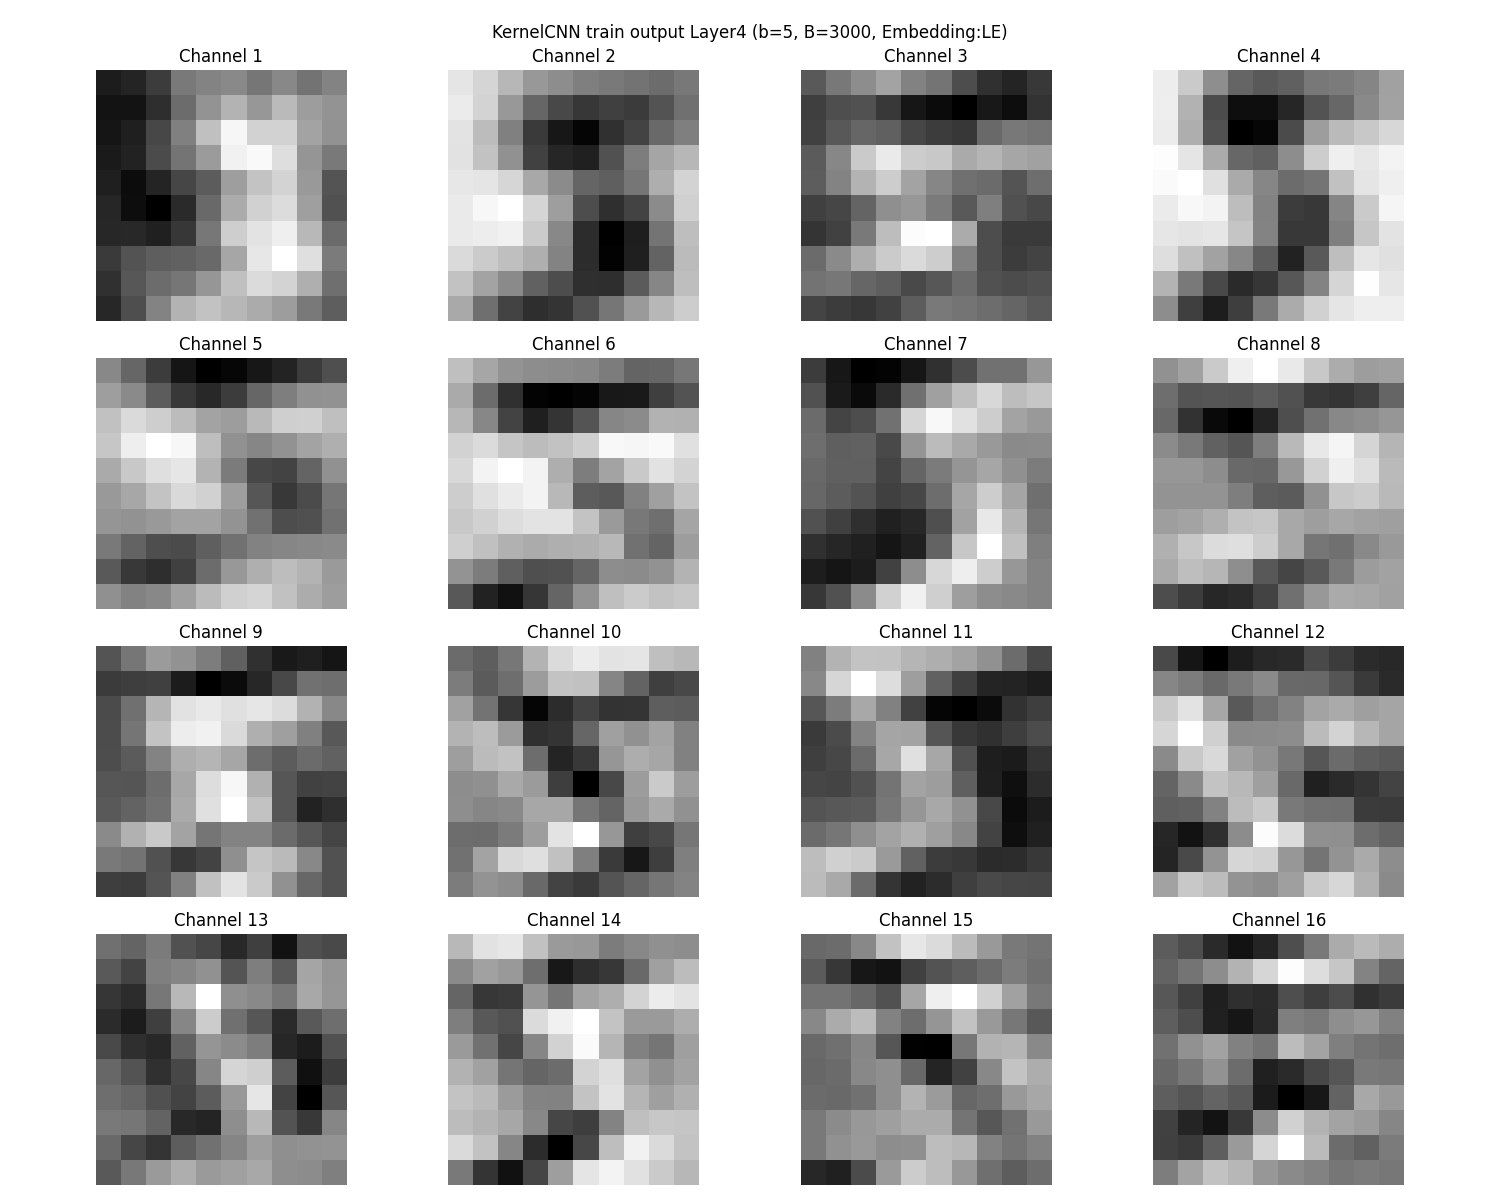 KernelCNN train output Layer4 (b=5, B=3000, Embedding:LE)
Channel 1
Channel 2
Channel 3
Channel 4
Channel 5
Channel 6
Channel 7
Channel 8
Channel 9
Channel 10
Channel 11
Channel 12
Channel 13
Channel 14
Channel 15
Channel 16